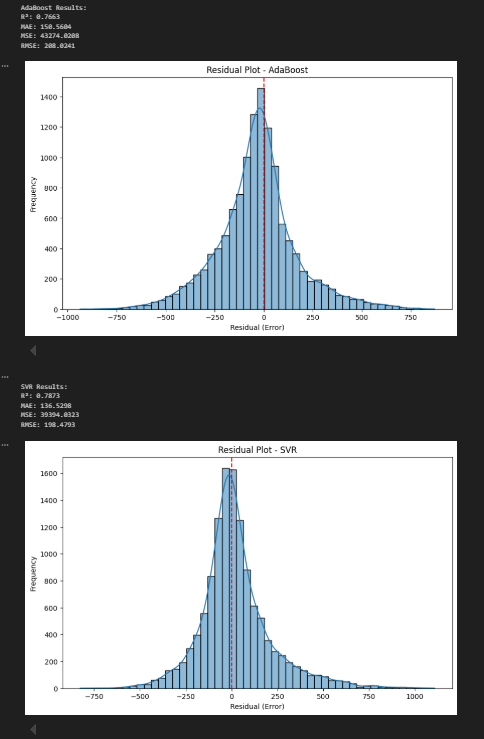 AdaBoost Results:
R²: 0.7663
MAE: 150.5604
MSE: 43274.0208
RMSE: 208.0241
...
Residual Plot - AdaBoost
1400
1200
1000
800
600
400
200
0
Frequency
−1000 −750 −500 −250 0 250 500 750
Residual (Error)
...
SVR Results:
R²: 0.7873
MAE: 136.5298
MSE: 39394.0323
RMSE: 198.4793
...
Residual Plot - SVR
1600
1400
1200
1000
800
600
400
200
0
Frequency
−750 −500 −250 0 250 500 750 1000
Residual (Error)